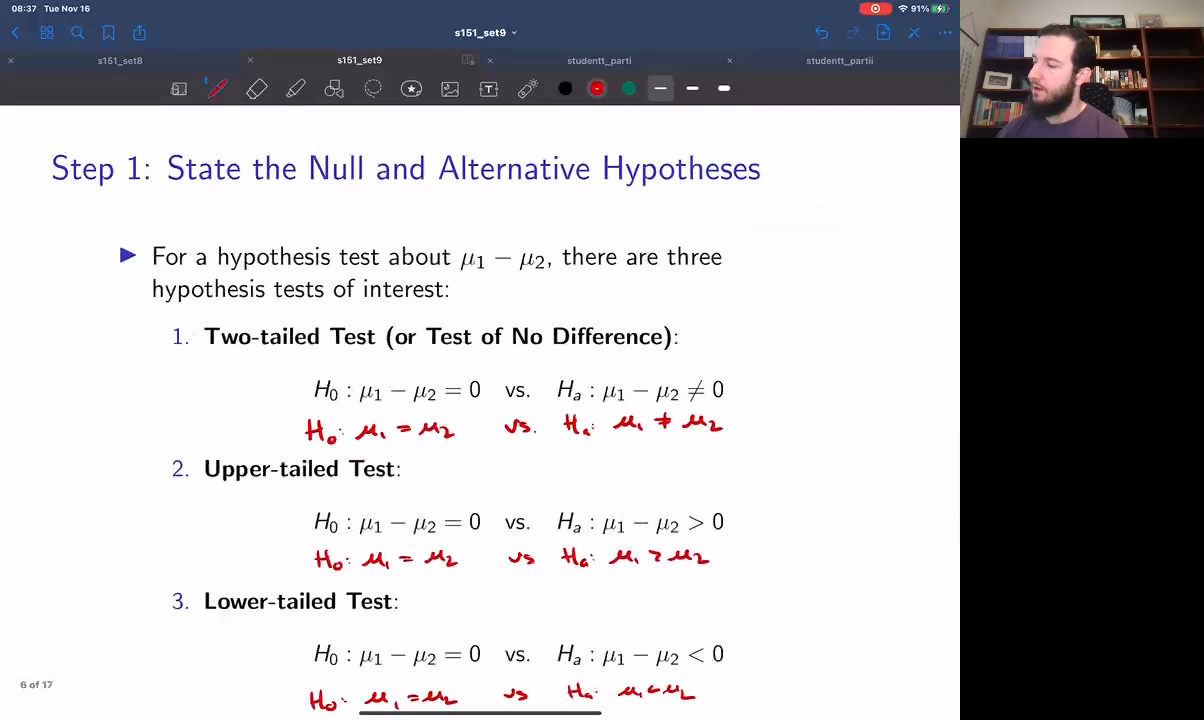 08:37 Tue Nov 16
91%
s151_set9
s151_set8
s151_set9
studentt_parti
studentt_partii
Step 1: State the Null and Alternative Hypotheses
For a hypothesis test about μ₁ − μ₂, there are three
hypothesis tests of interest:
1. Two-tailed Test (or Test of No Difference):
H₀ : μ₁ − μ₂ = 0 vs. Hₐ : μ₁ − μ₂ ≠ 0
H₀: μ₁ = μ₂ vs. Hₐ: μ₁ ≠ μ₂
2. Upper-tailed Test:
H₀ : μ₁ − μ₂ = 0 vs. Hₐ : μ₁ − μ₂ > 0
H₀: μ₁ = μ₂ vs Hₐ: μ₁ > μ₂
3. Lower-tailed Test:
H₀ : μ₁ − μ₂ = 0 vs. Hₐ : μ₁ − μ₂ < 0
H₀: μ₁ = μ₂ vs Hₐ: μ₁ < μ₂
6 of 17